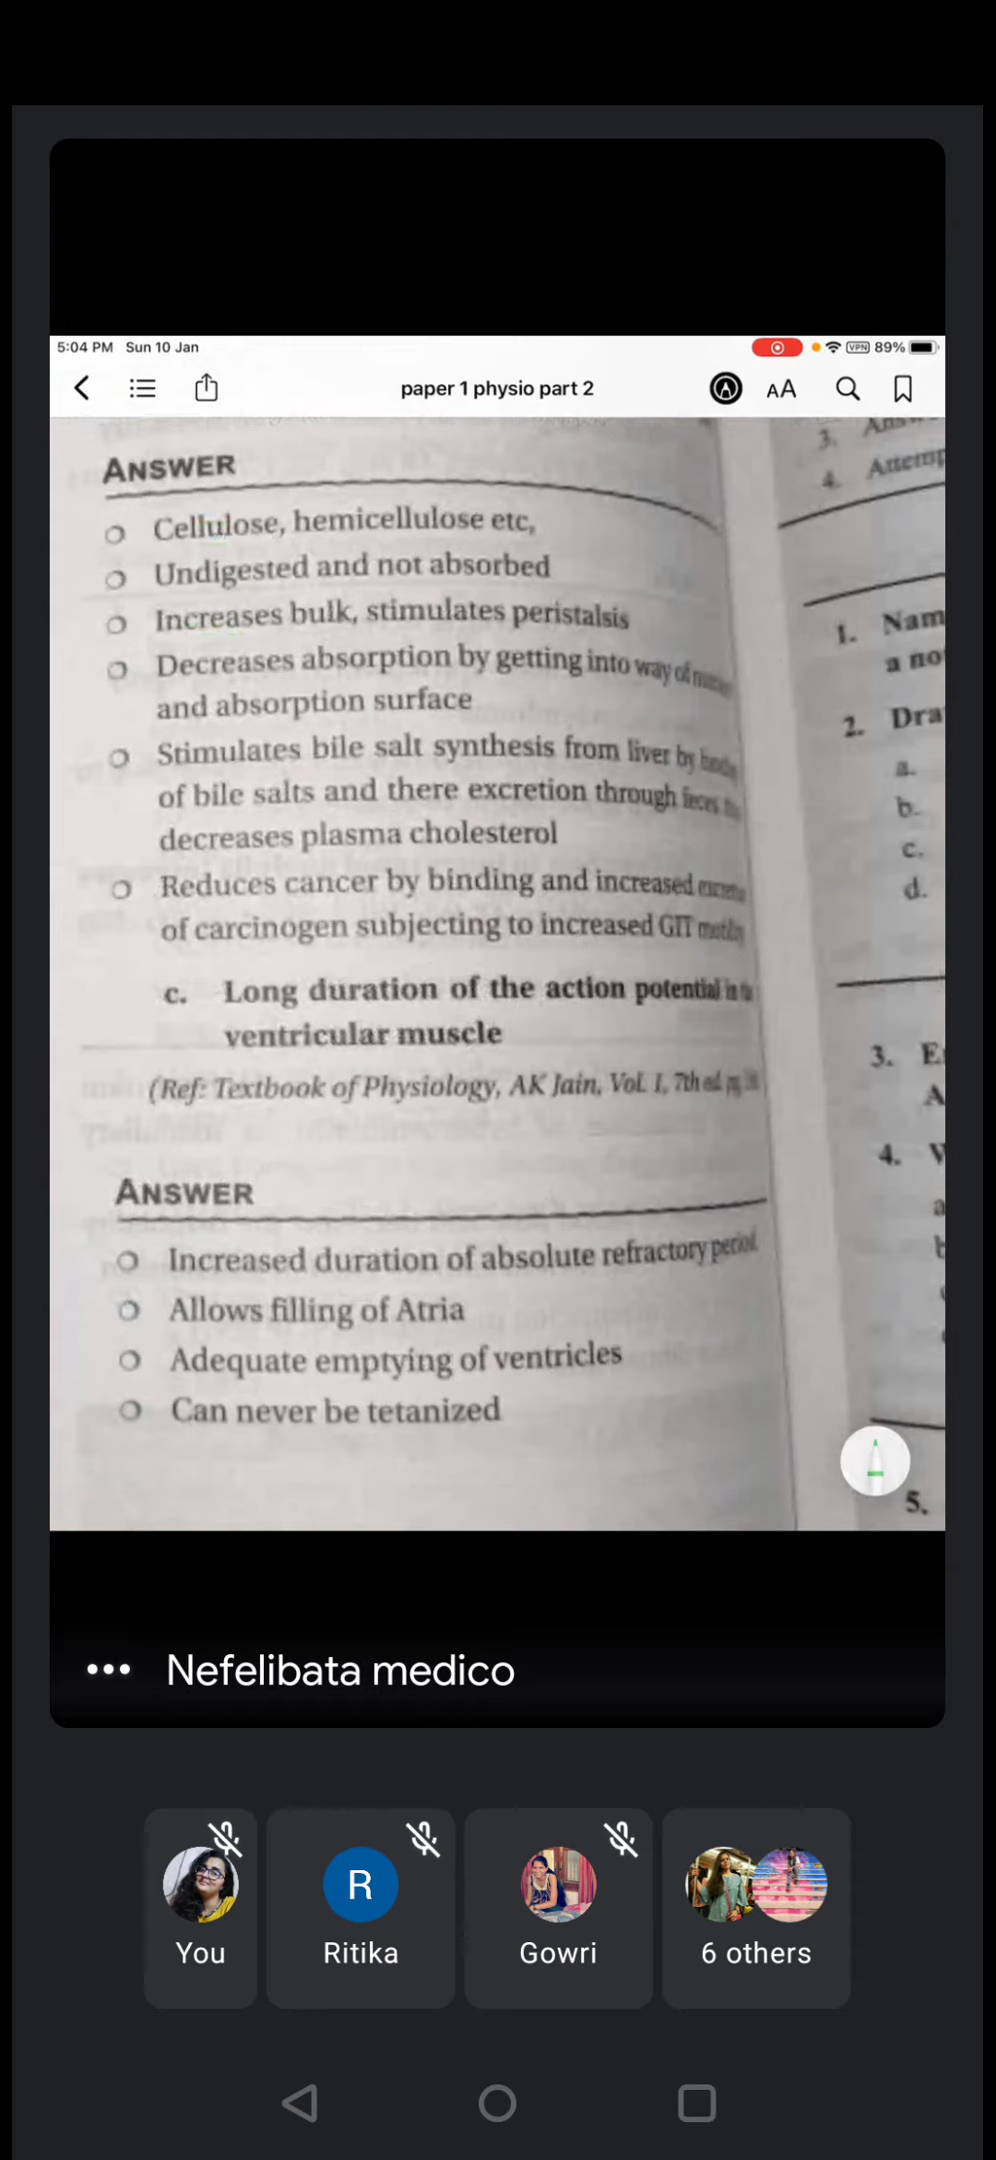 5:04 PM Sun 10 Jan
VPN 89%
paper 1 physio part 2
AA
ANSWER
Cellulose, hemicellulose etc,
Undigested and not absorbed
Increases bulk, stimulates peristalsis
Decreases absorption by getting into way of
and absorption surface
Stimulates bile salt synthesis from liver by
of bile salts and there excretion through feces
decreases plasma cholesterol
Reduces cancer by binding and increased
of carcinogen subjecting to increased GIT
c. Long duration of the action potential in
ventricular muscle
(Ref: Textbook of Physiology, AK Jain, Vol. I, 7th ed
ANSWER
Increased duration of absolute refractory period
Allows filling of Atria
Adequate emptying of ventricles
Can never be tetanized
3.
4. Attemp
1. Nam
a no
2. Dra
a.
b.
c.
d.
3. E
A
4.
a
b
5.
Nefelibata medico
R
You
Ritika
Gowri
6 others